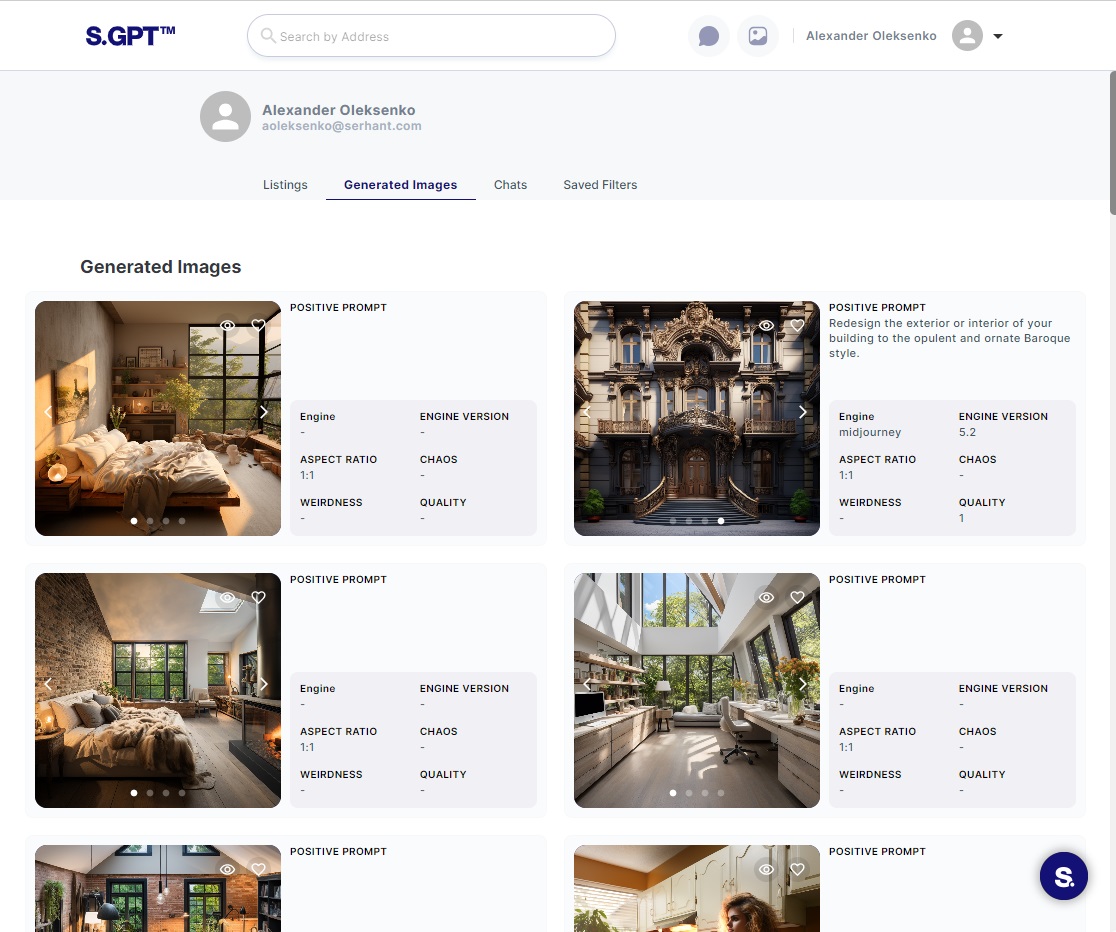 S.GPT™
Search by Address
Alexander Oleksenko
Alexander Oleksenko
aoleksenko@serhant.com
Listings
Generated Images
Chats
Saved Filters
Generated Images
POSITIVE PROMPT
Engine
ENGINE VERSION
-
-
ASPECT RATIO
CHAOS
1:1
-
WEIRDNESS
QUALITY
-
-
POSITIVE PROMPT
Redesign the exterior or interior of your
building to the opulent and ornate Baroque
style.
Engine
ENGINE VERSION
midjourney
5.2
ASPECT RATIO
CHAOS
1:1
-
WEIRDNESS
QUALITY
-
1
POSITIVE PROMPT
Engine
ENGINE VERSION
-
-
ASPECT RATIO
CHAOS
1:1
-
WEIRDNESS
QUALITY
-
-
POSITIVE PROMPT
Engine
ENGINE VERSION
-
-
ASPECT RATIO
CHAOS
1:1
-
WEIRDNESS
QUALITY
-
-
POSITIVE PROMPT
POSITIVE PROMPT
S.